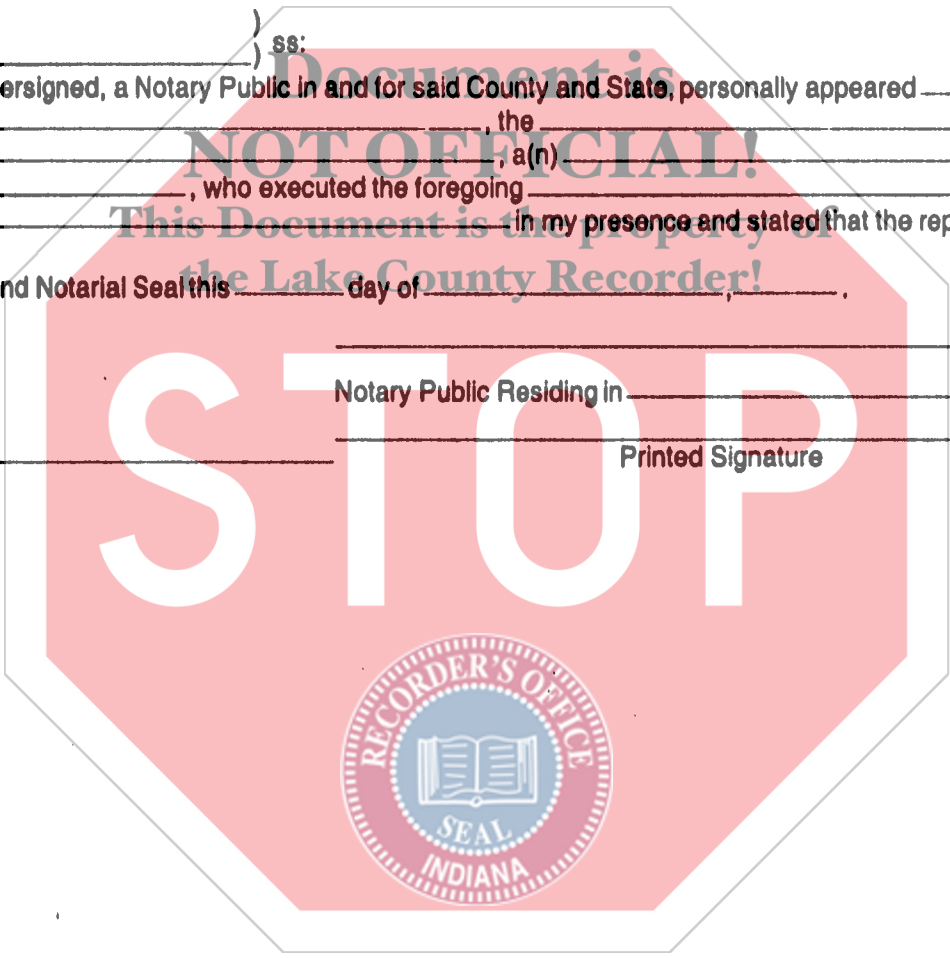 )
) ss:
Document is
ersigned, a Notary Public in and for said County and State, personally appeared
, the
NOT OFFICIAL!
, a(n)
, who executed the foregoing
This Document is the property of
in my presence and stated that the rep
the Lake County Recorder!
nd Notarial Seal this day of , .
Notary Public Residing in
Printed Signature
STOP
RECORDER'S OFFICE
SEAL
INDIANA